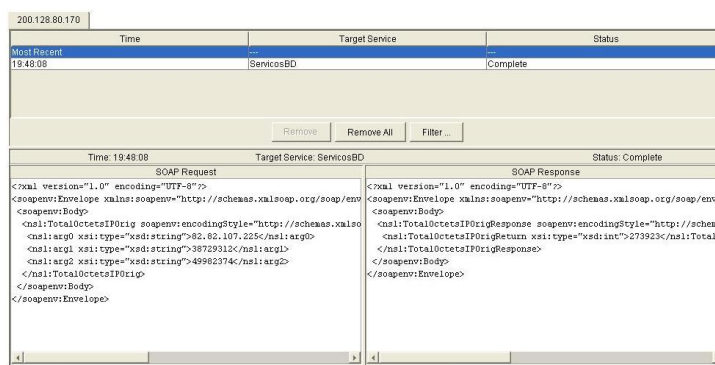 200.128.80.170
Time Target Service Status
Most Recent --- ---
19:48:08 ServicosBD Complete
Remove Remove All Filter ...
Time: 19:48:08 Target Service: ServicosBD Status: Complete
SOAP Request
<?xml version="1.0" encoding="UTF-8"?>
<soapenv:Envelope xmlns:soapenv="http://schemas.xmlsoap.org/soap/env
<soapenv:Body>
<ns1:TotalOctetsIPOrig soapenv:encodingStyle="http://schemas.xmlso
<ns1:arg0 xsi:type="xsd:string">82.82.107.225</ns1:arg0>
<ns1:arg1 xsi:type="xsd:string">38729312</ns1:arg1>
<ns1:arg2 xsi:type="xsd:string">49982374</ns1:arg2>
</ns1:TotalOctetsIPOrig>
</soapenv:Body>
</soapenv:Envelope>
SOAP Response
<?xml version="1.0" encoding="UTF-8"?>
<soapenv:Envelope xmlns:soapenv="http://schemas.xmlsoap.org/soap/env
<soapenv:Body>
<ns1:TotalOctetsIPOrigResponse soapenv:encodingStyle="http://schem
<ns1:TotalOctetsIPOrigReturn xsi:type="xsd:int">273923</ns1:Total
</ns1:TotalOctetsIPOrigResponse>
</soapenv:Body>
</soapenv:Envelope>